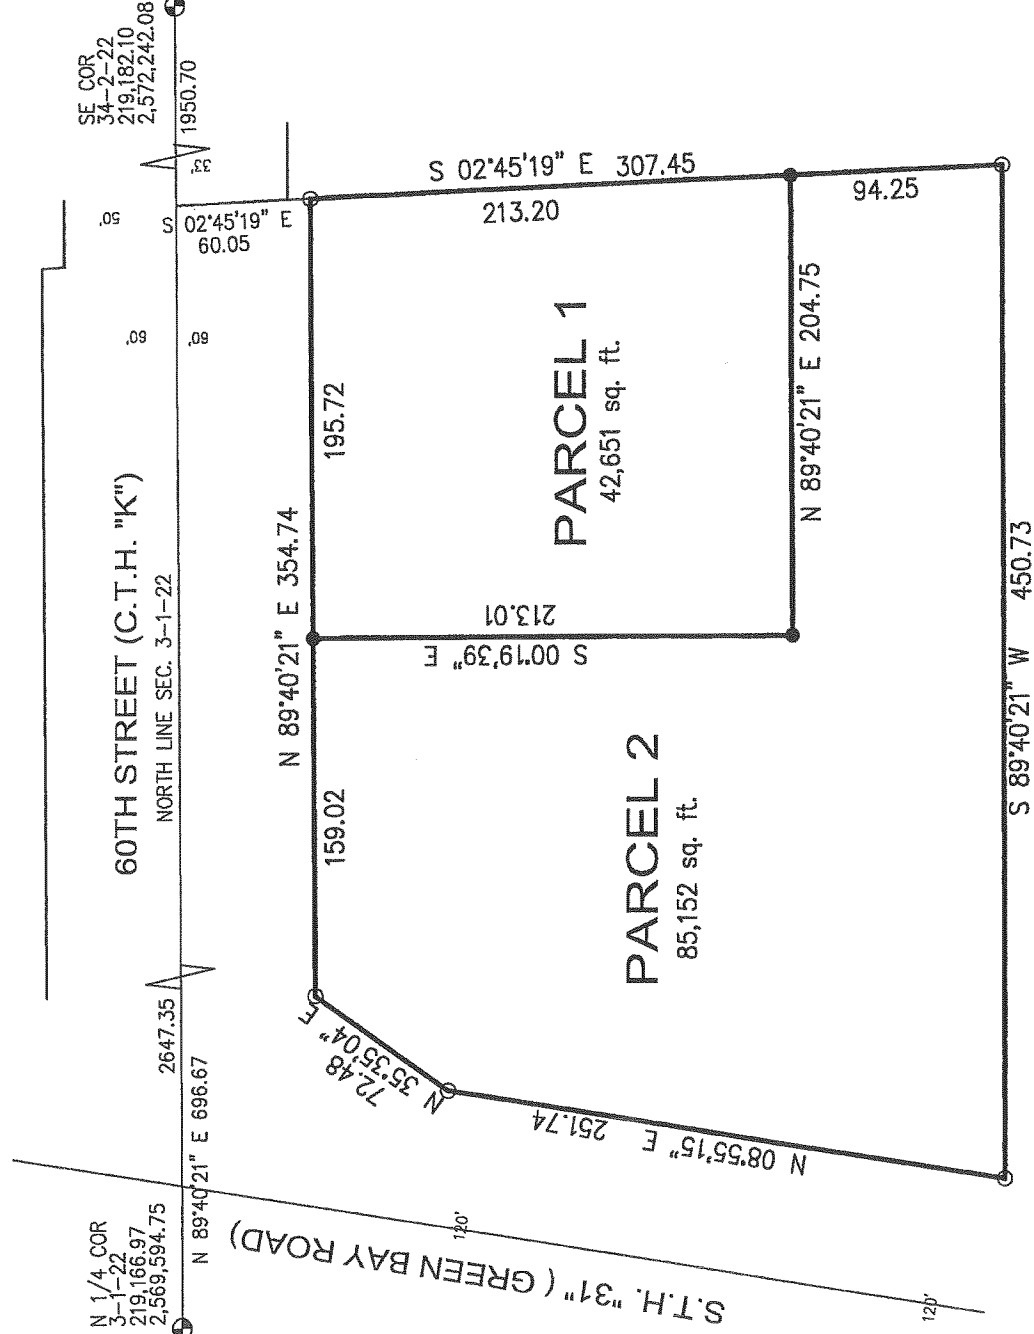 SE COR
34-2-22
219,182.10
2,572,242.08
1950.70
33'
50'
S 02°45'19" E
60.05
60'
60'
60TH STREET (C.T.H. "K")
NORTH LINE SEC. 3-1-22
2647.35
N 89°40'21" E 696.67
N 1/4 COR
3-1-22
219,166.97
2,569,594.75
S 02°45'19" E 307.45
213.20
94.25
N 89°40'21" E 354.74
195.72
159.02
PARCEL 1
42,651 sq. ft.
N 89°40'21" E 204.75
S 00°19'39" E
213.01
PARCEL 2
85,152 sq. ft.
N 35°35'04" E
72.48
N 08°55'15" E 251.74
S 89°40'21" W 450.73
S.T.H. "31" ( GREEN BAY ROAD)
120'
120'